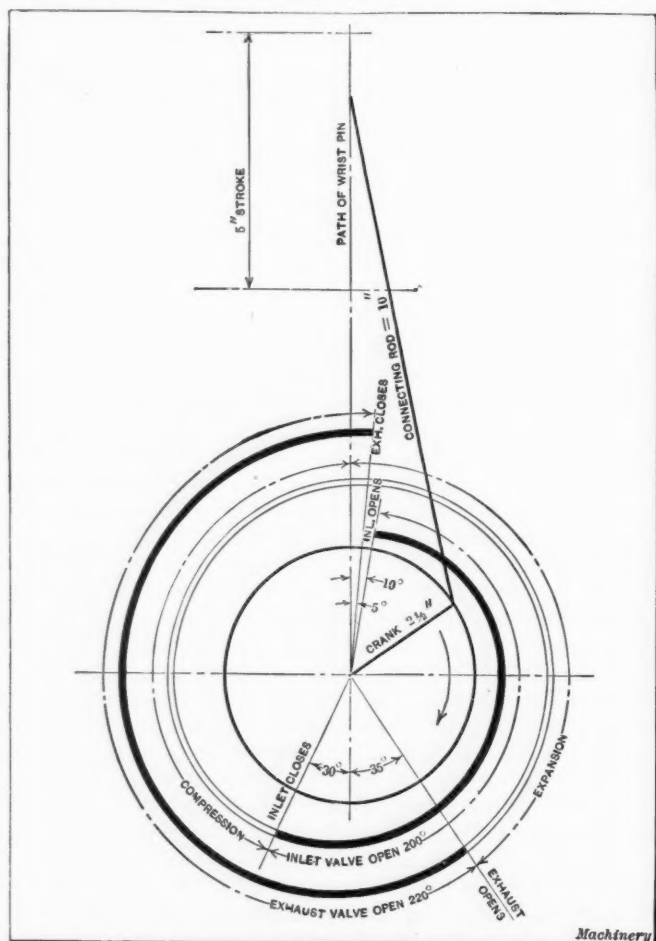 5" STROKE
PATH OF WRIST PIN
CONNECTING ROD = 10"
EXH. CLOSES
INL. OPENS
10°
5°
CRANK 2½"
30°
35°
INLET CLOSES
COMPRESSION
EXPANSION
INLET VALVE OPEN 200°
EXHAUST VALVE OPEN 220°
EXHAUST
OPENS
Machinery